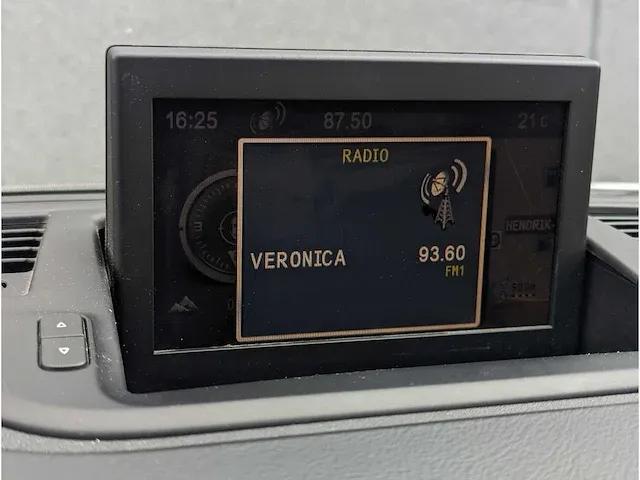 16:25 87.50 21 c
RADIO
HENDRIK-
VERONICA 93.60
FM1